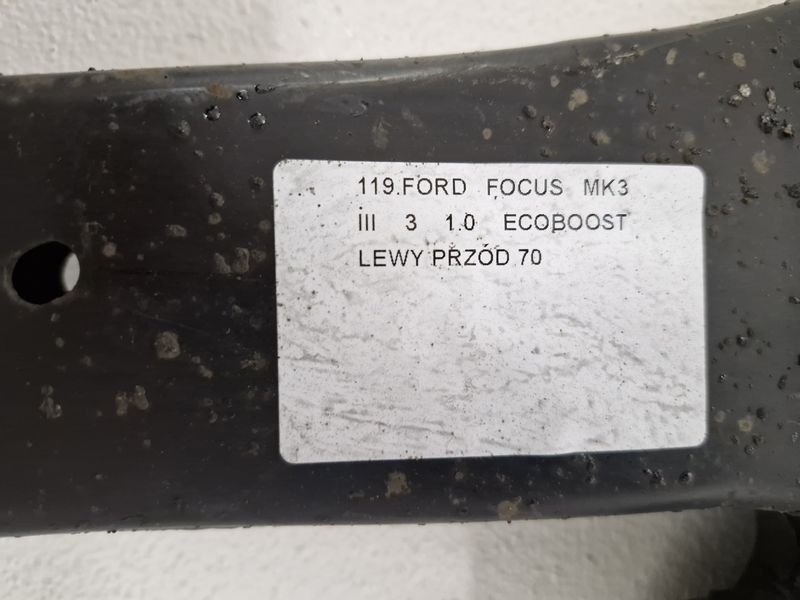 119.FORD FOCUS MK3
III 3 1.0 ECOBOOST
LEWY PRZÓD 70